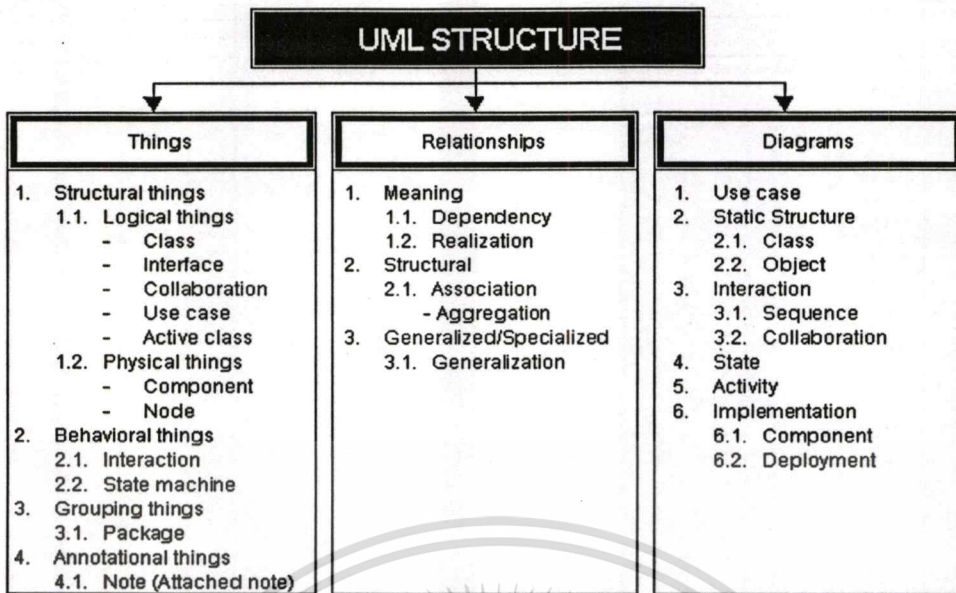 UML STRUCTURE
Things
1. Structural things
1.1. Logical things
- Class
- Interface
- Collaboration
- Use case
- Active class
1.2. Physical things
- Component
- Node
2. Behavioral things
2.1. Interaction
2.2. State machine
3. Grouping things
3.1. Package
4. Annotational things
4.1. Note (Attached note)
Relationships
1. Meaning
1.1. Dependency
1.2. Realization
2. Structural
2.1. Association
- Aggregation
3. Generalized/Specialized
3.1. Generalization
Diagrams
1. Use case
2. Static Structure
2.1. Class
2.2. Object
3. Interaction
3.1. Sequence
3.2. Collaboration
4. State
5. Activity
6. Implementation
6.1. Component
6.2. Deployment